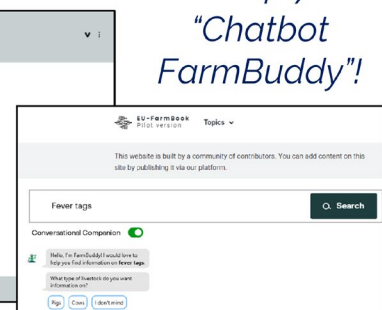 “Chatbot
FarmBuddy”!
EU-FarmBook
Pilot version
Topics
This website is built by a community of contributors. You can add content on this
site by publishing it via our platform.
Fever tags
Search
Conversational Companion
Hello, I'm FarmBuddy! I would love to
help you find information on fever tags.
What type of livestock do you want
information on?
Pigs
Cows
I don't mind